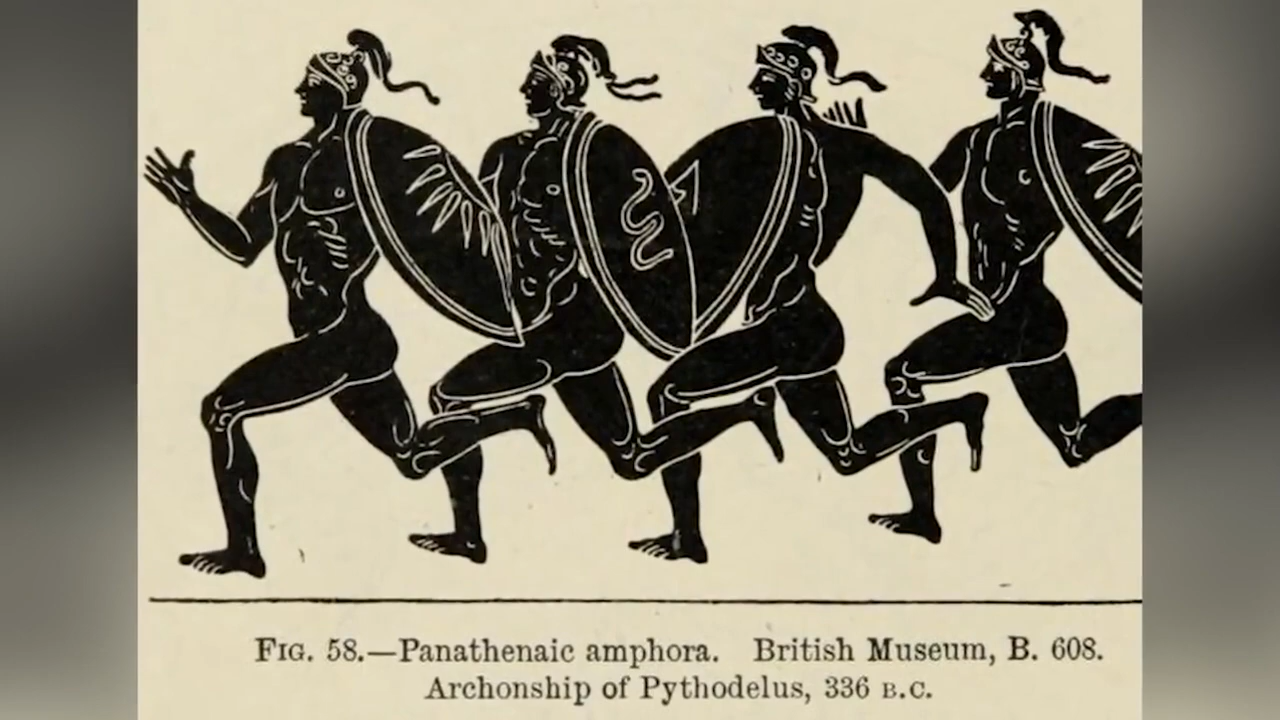 Fig. 58.—Panathenaic amphora. British Museum, B. 608.
Archonship of Pythodelus, 336 B.C.